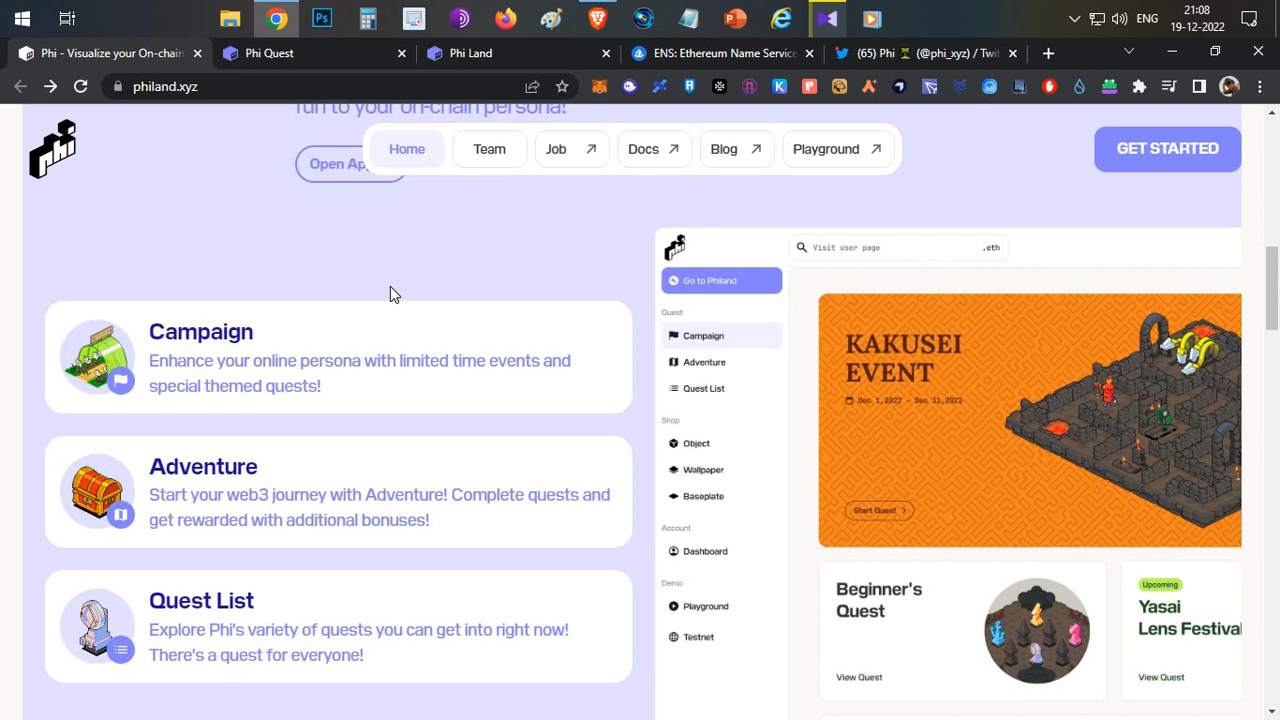 21:08
ENG
19-12-2022
Phi - Visualize your On-chain
Phi Quest
Phi Land
ENS: Ethereum Name Service
(65) Phi (@phi_xyz) / Twit
philand.xyz
fun to your on-chain persona!
Home
Team
Job
Docs
Blog
Playground
GET STARTED
Open Ap
Visit user page
.eth
Go to Philand
Quest
Campaign
Adventure
Quest List
Shop
Object
Wallpaper
Baseplate
Account
Dashboard
Demo
Playground
Testnet
Campaign
Enhance your online persona with limited time events and
special themed quests!
Adventure
Start your web3 journey with Adventure! Complete quests and
get rewarded with additional bonuses!
Quest List
Explore Phi's variety of quests you can get into right now!
There's a quest for everyone!
KAKUSEI
EVENT
Dec 1,2022 - Dec 31,2022
Start Quest
Beginner's
Quest
View Quest
Upcoming
Yasai
Lens Festival
View Quest